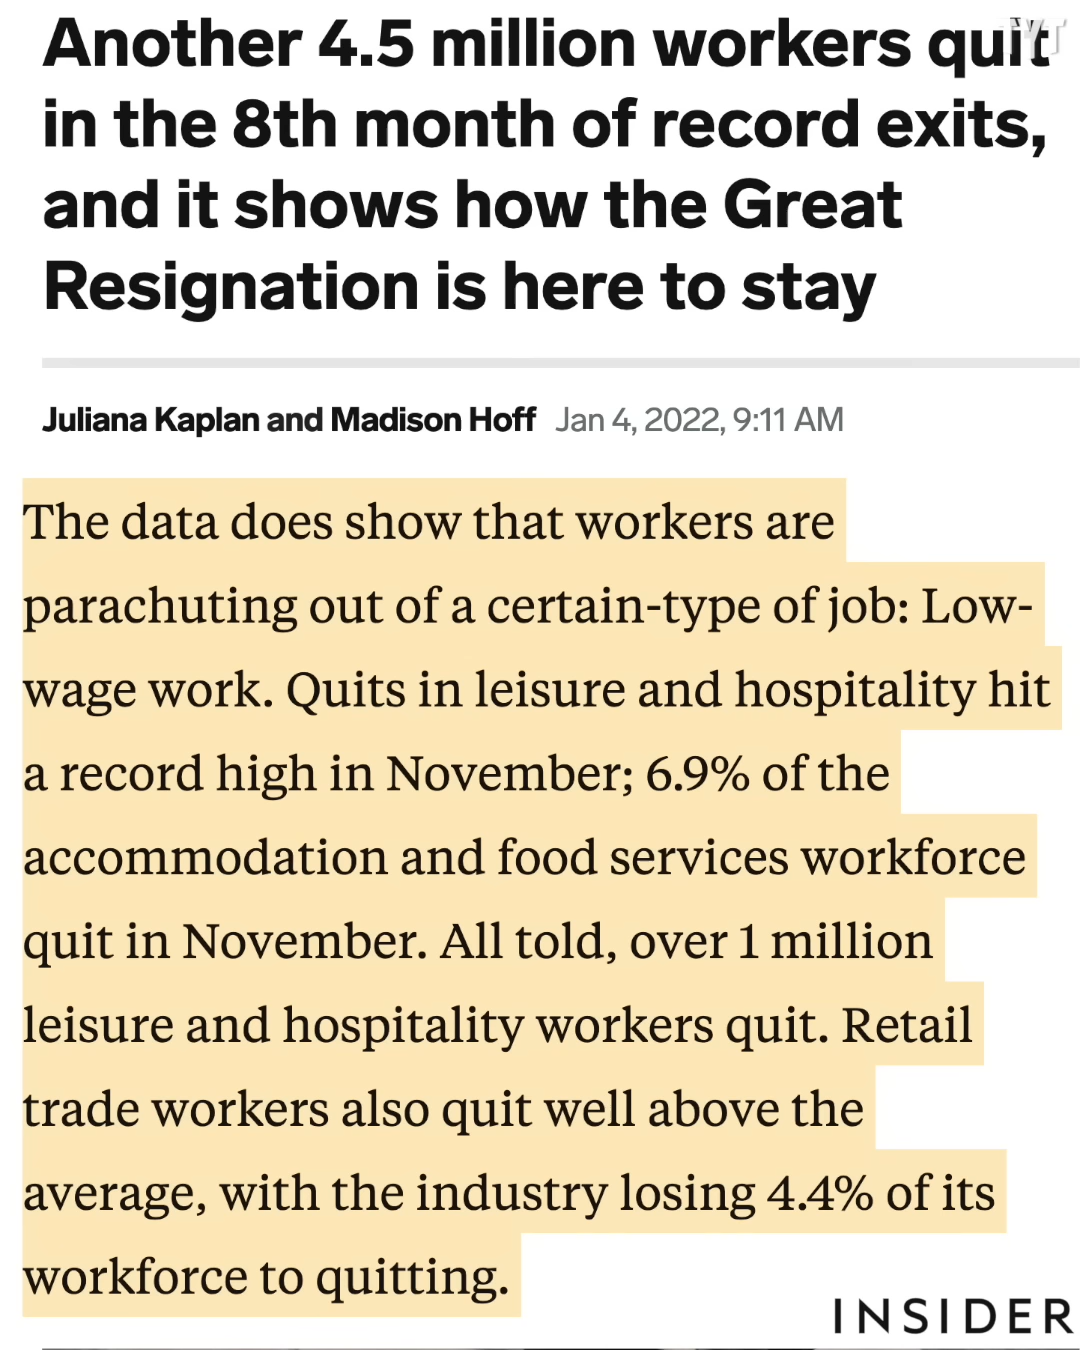 TYT
Another 4.5 million workers quit
in the 8th month of record exits,
and it shows how the Great
Resignation is here to stay
Juliana Kaplan and Madison Hoff Jan 4, 2022, 9:11 AM
The data does show that workers are
parachuting out of a certain-type of job: Low-
wage work. Quits in leisure and hospitality hit
a record high in November; 6.9% of the
accommodation and food services workforce
quit in November. All told, over 1 million
leisure and hospitality workers quit. Retail
trade workers also quit well above the
average, with the industry losing 4.4% of its
workforce to quitting.
INSIDER